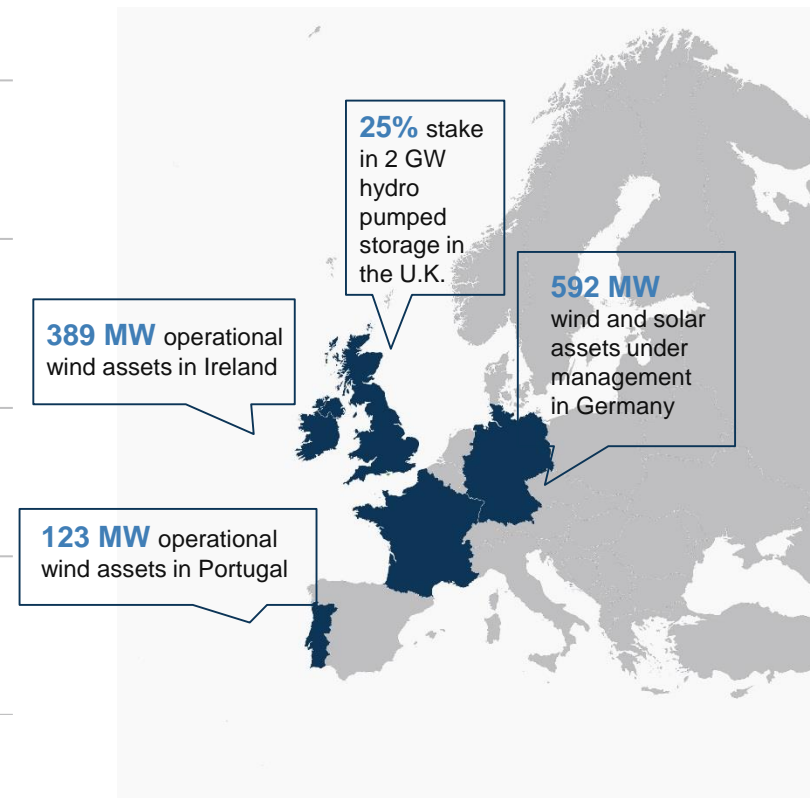 25% stake
in 2 GW
hydro
pumped
storage in
the U.K.
592 MW
wind and solar
assets under
management
in Germany
389 MW operational
wind assets in Ireland
123 MW operational
wind assets in Portugal